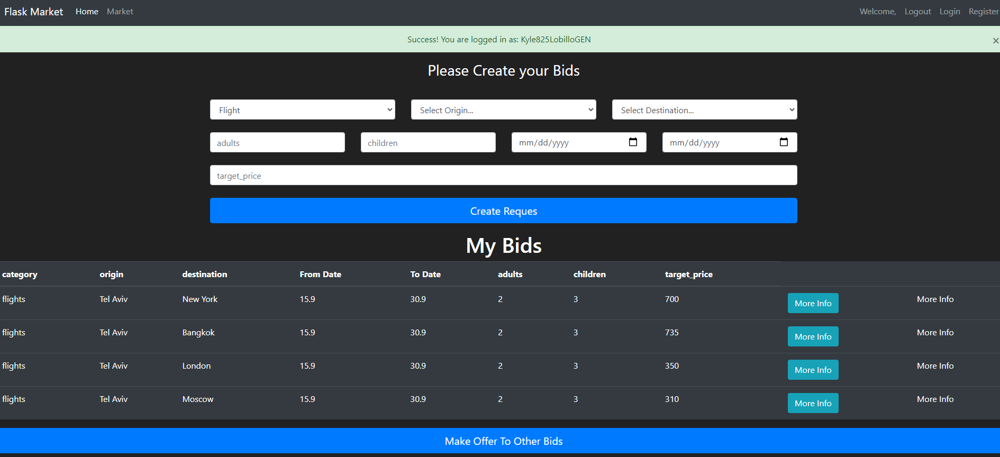 Flask Market Home Market Welcome, Logout Login Register
Success! You are logged in as: Kyle825LobilloGEN ×
Please Create your Bids
Flight Select Origin... Select Destination...
adults children mm/dd/yyyy mm/dd/yyyy
target_price
Create Reques
My Bids
category origin destination From Date To Date adults children target_price
flights Tel Aviv New York 15.9 30.9 2 3 700 More Info More Info
flights Tel Aviv Bangkok 15.9 30.9 2 3 735 More Info More Info
flights Tel Aviv London 15.9 30.9 2 3 350 More Info More Info
flights Tel Aviv Moscow 15.9 30.9 2 3 310 More Info More Info
Make Offer To Other Bids